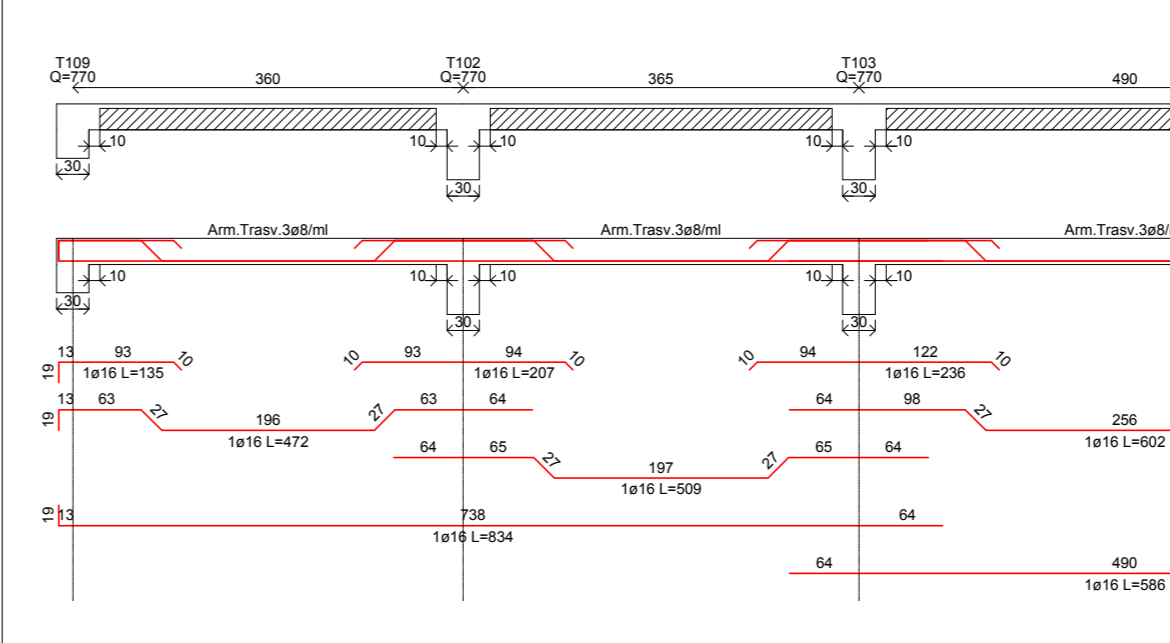 T109 T102 T103
Q=770 360 Q=770 365 Q=770 490
10 10 10 10 10
30 30 30
Arm.Trasv.3ø8/ml Arm.Trasv.3ø8/ml Arm.Trasv.3ø8/
10 10 10 10 10
30 30 30
13 93 10 10 93 94 10 10 94 122 10
19 1ø16 L=135 1ø16 L=207 1ø16 L=236
13 63 27 196 27 63 64 64 98 27 256
19 1ø16 L=472 1ø16 L=602
64 65 27 197 27 65 64
1ø16 L=509
19 13 738 64
1ø16 L=834
64 490
1ø16 L=586